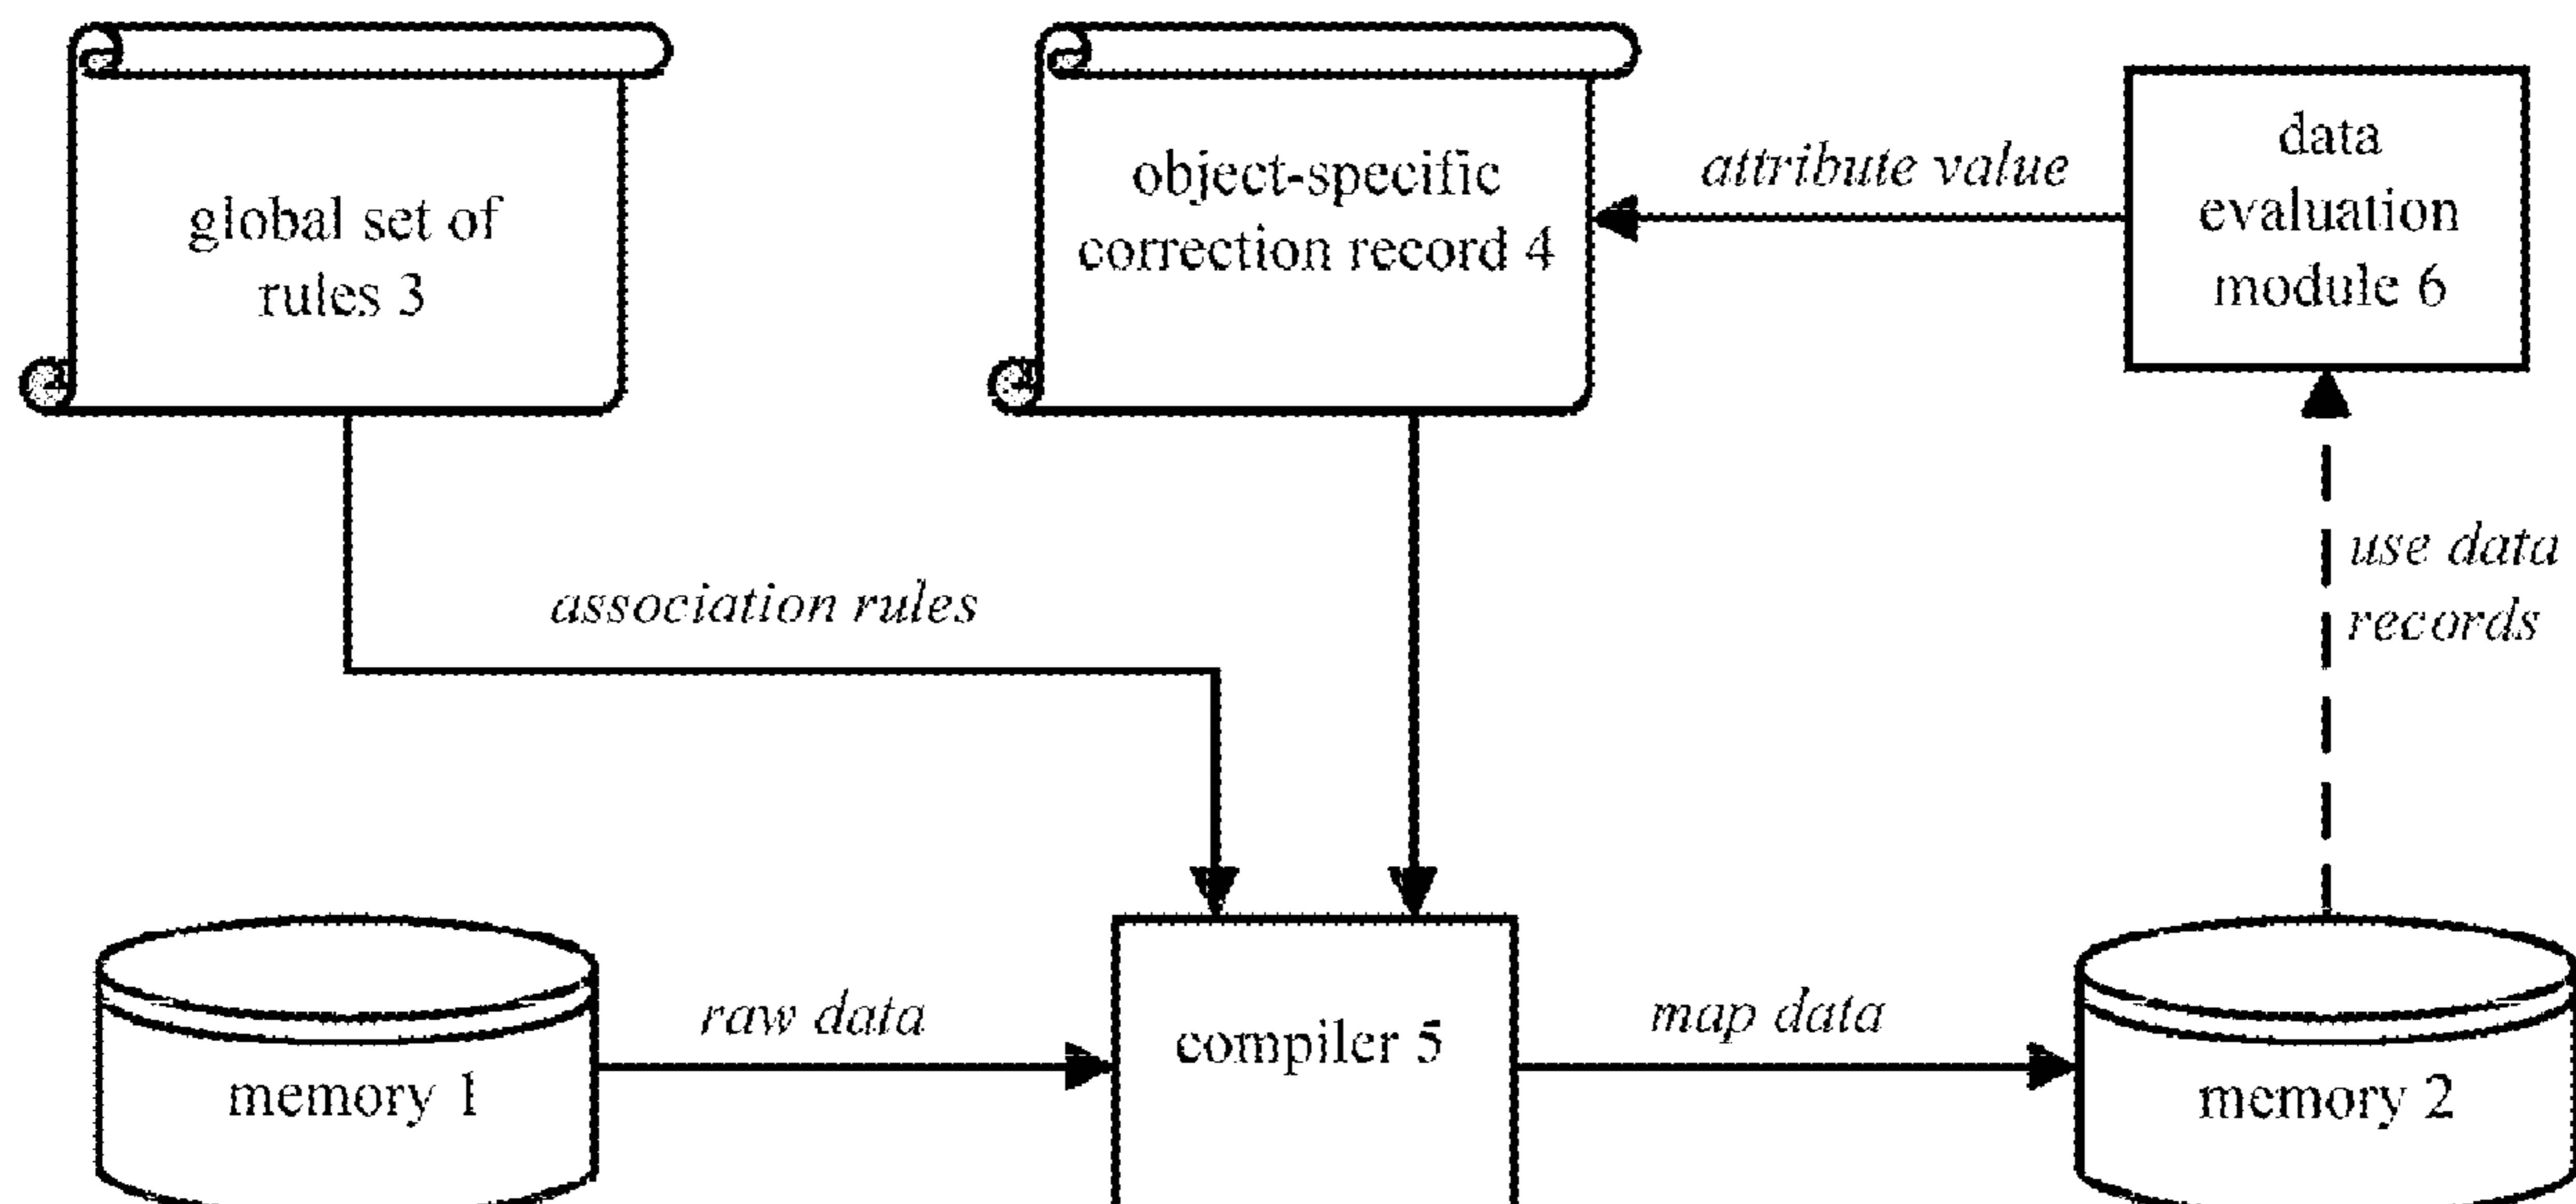 global set of
rules 3
object-specific
correction record 4
attribute value
data
evaluation
module 6
association rules
use data
records
memory 1
raw data
compiler 5
map data
memory 2